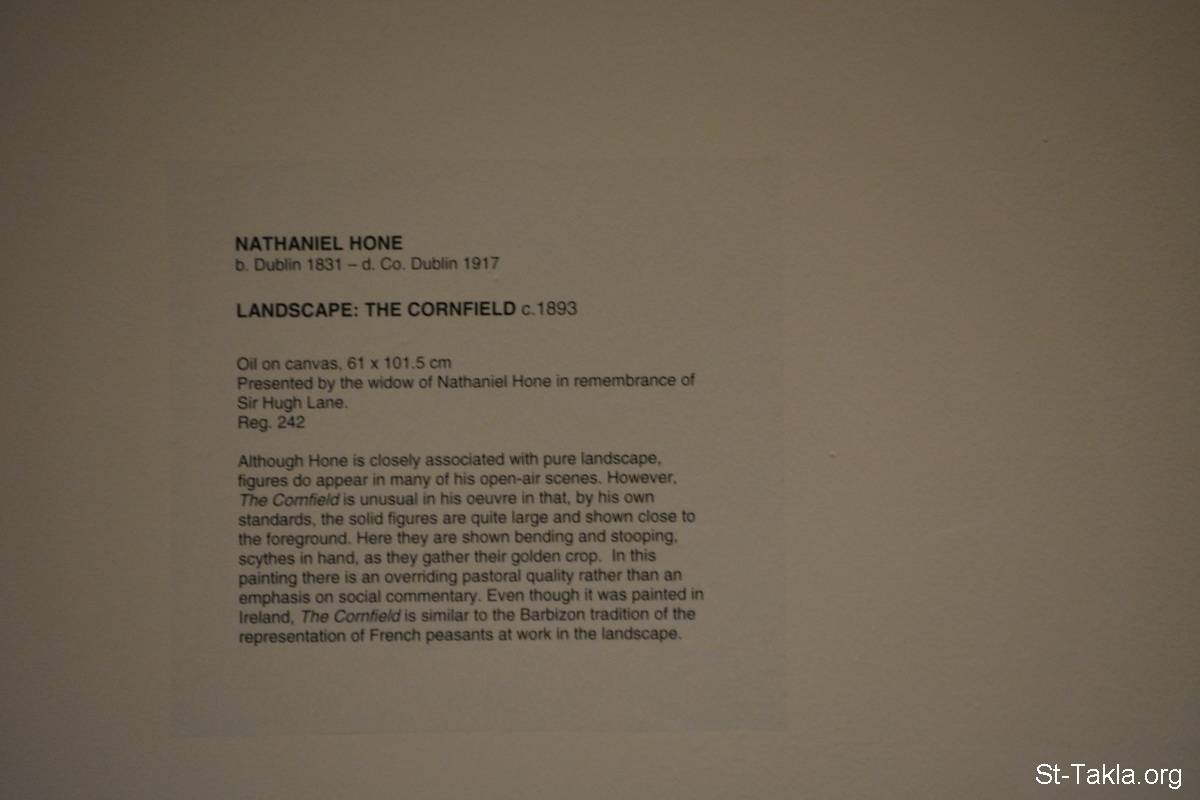 NATHANIEL HONE
b. Dublin 1831 – d. Co. Dublin 1917
LANDSCAPE: THE CORNFIELD c.1893
Oil on canvas, 61 x 101.5 cm
Presented by the widow of Nathaniel Hone in remembrance of
Sir Hugh Lane.
Reg. 242
Although Hone is closely associated with pure landscape,
figures do appear in many of his open-air scenes. However,
The Cornfield is unusual in his oeuvre in that, by his own
standards, the solid figures are quite large and shown close to
the foreground. Here they are shown bending and stooping,
scythes in hand, as they gather their golden crop. In this
painting there is an overriding pastoral quality rather than an
emphasis on social commentary. Even though it was painted in
Ireland, The Cornfield is similar to the Barbizon tradition of the
representation of French peasants at work in the landscape.
St-Takla.org